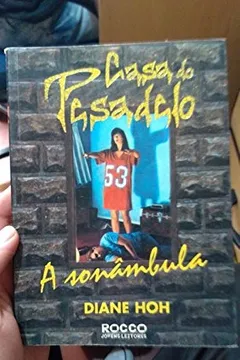 Casa do
Pesadelo
53
A sonâmbula
DIANE HOH
ROCCO
JOVENS LEITORES